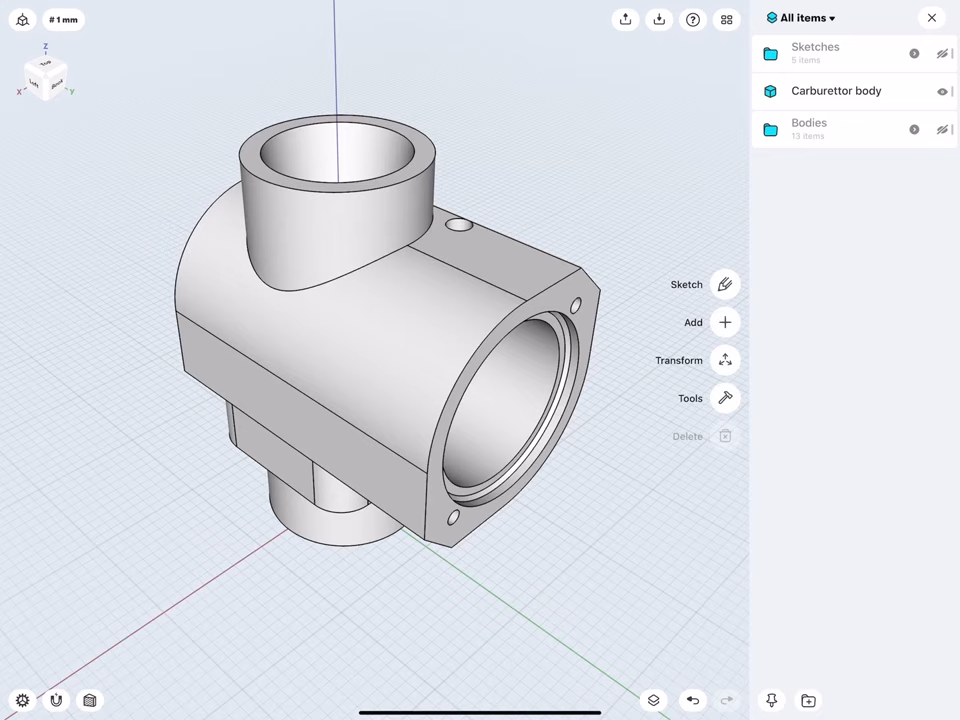 # 1 mm
All items
Sketches
5 items
Carburettor body
Bodies
13 items
Z
Top
Left
Back
X
Y
Sketch
Add
Transform
Tools
Delete